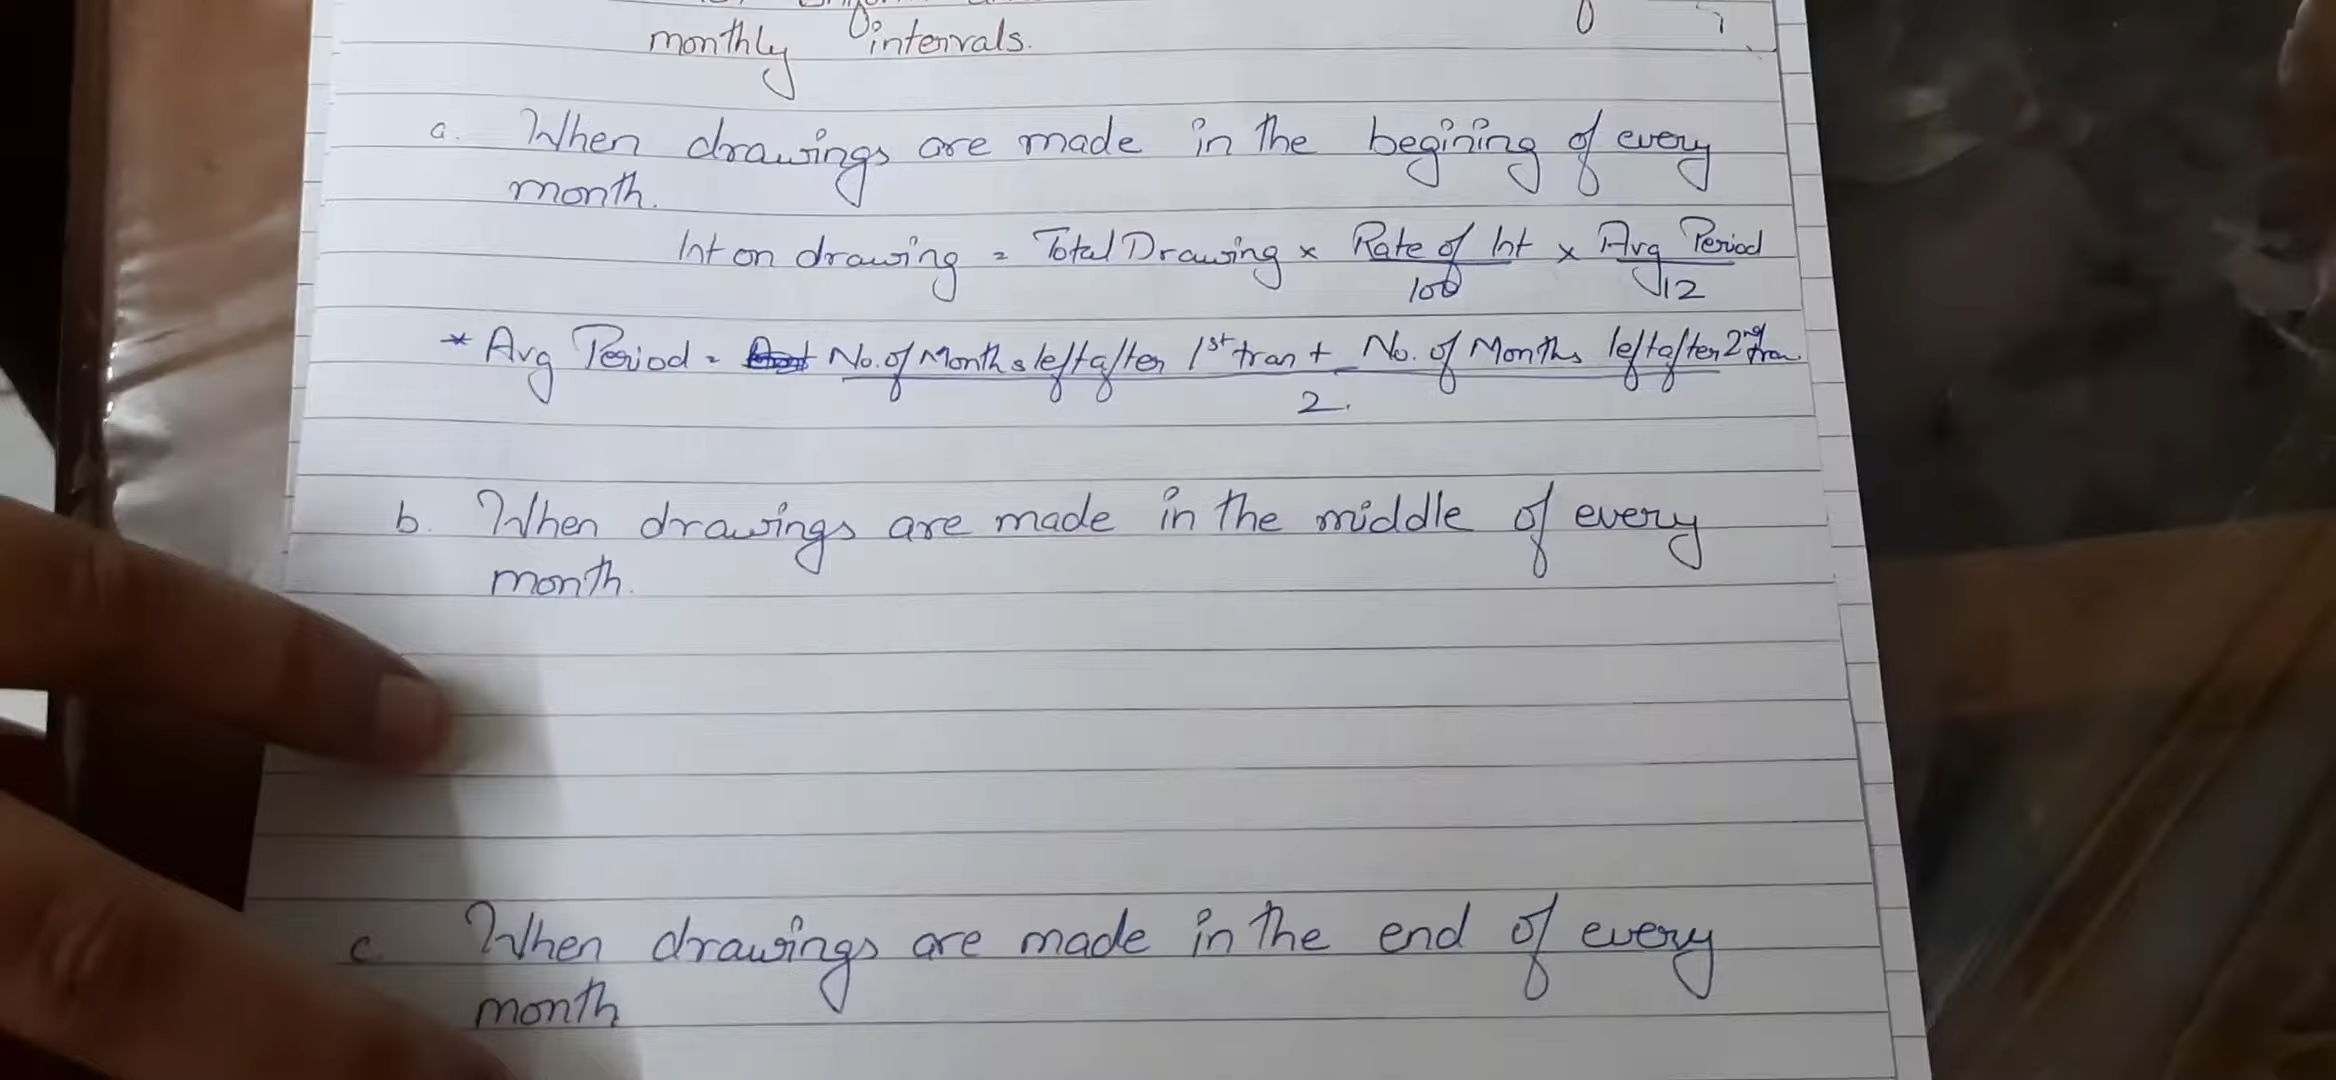 monthly intervals.
a. When drawings are made in the begining of every
month.
Int on drawing = Total Drawing x Rate of Int x Avg Period
100 12
* Avg Period = No. of Months left after 1st tran + No. of Months left after 2nd tran
2.
b. When drawings are made in the middle of every
month.
c. When drawings are made in the end of every
month